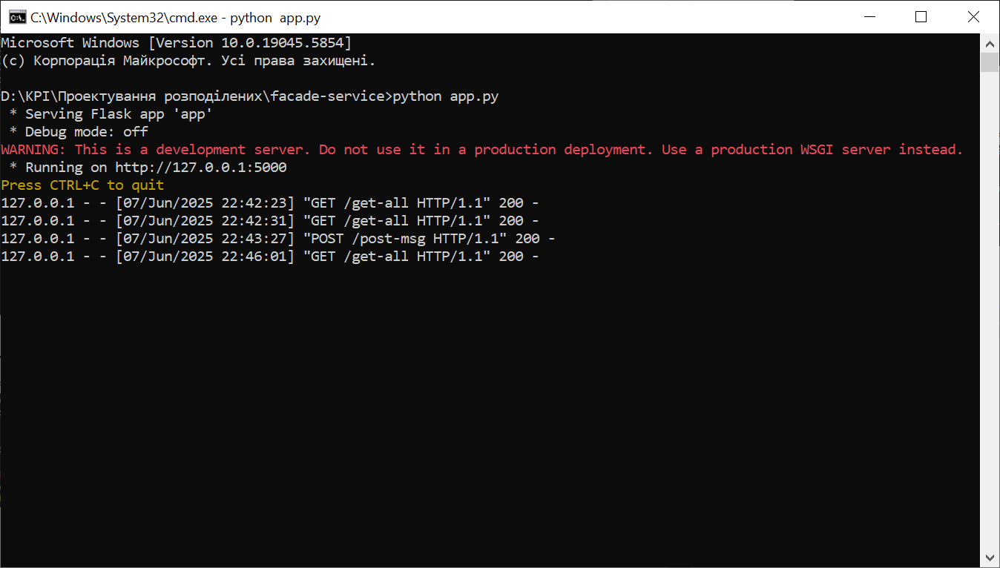 C:\Windows\System32\cmd.exe - python  app.py
Microsoft Windows [Version 10.0.19045.5854]
(c) Корпорація Майкрософт. Усі права захищені.
D:\KPI\Проектування розподілених\facade-service>python app.py
 * Serving Flask app 'app'
 * Debug mode: off
WARNING: This is a development server. Do not use it in a production deployment. Use a production WSGI server instead.
 * Running on http://127.0.0.1:5000
Press CTRL+C to quit
127.0.0.1 - - [07/Jun/2025 22:42:23] "GET /get-all HTTP/1.1" 200 -
127.0.0.1 - - [07/Jun/2025 22:42:31] "GET /get-all HTTP/1.1" 200 -
127.0.0.1 - - [07/Jun/2025 22:43:27] "POST /post-msg HTTP/1.1" 200 -
127.0.0.1 - - [07/Jun/2025 22:46:01] "GET /get-all HTTP/1.1" 200 -